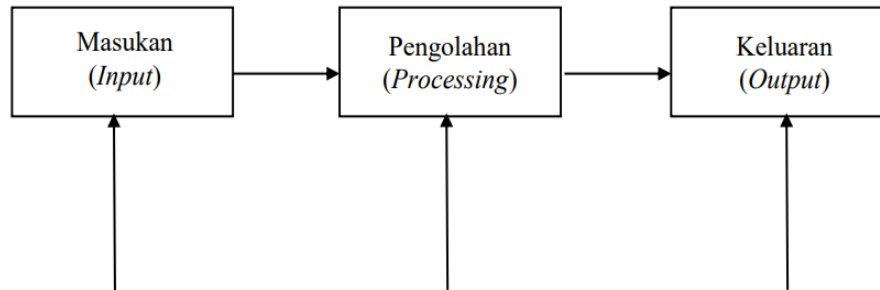 Masukan
(Input)
Pengolahan
(Processing)
Keluaran
(Output)